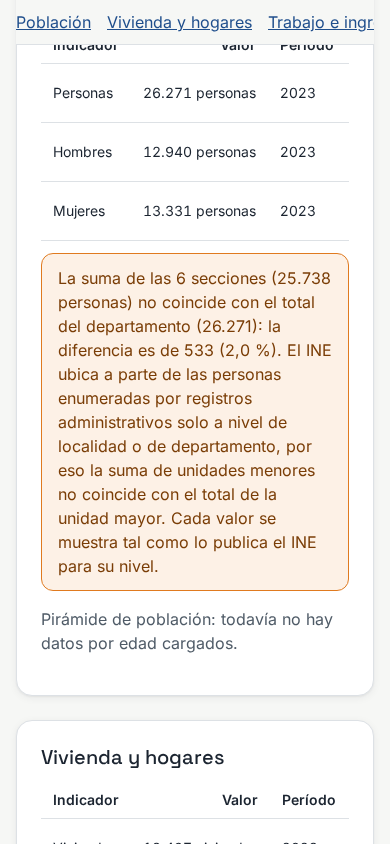 Población Vivienda y hogares Trabajo e ingr
Indicador Valor Período
Personas 26.271 personas 2023
Hombres 12.940 personas 2023
Mujeres 13.331 personas 2023
La suma de las 6 secciones (25.738
personas) no coincide con el total
del departamento (26.271): la
diferencia es de 533 (2,0 %). El INE
ubica a parte de las personas
enumeradas por registros
administrativos solo a nivel de
localidad o de departamento, por
eso la suma de unidades menores
no coincide con el total de la
unidad mayor. Cada valor se
muestra tal como lo publica el INE
para su nivel.
Pirámide de población: todavía no hay
datos por edad cargados.
Vivienda y hogares
Indicador Valor Período